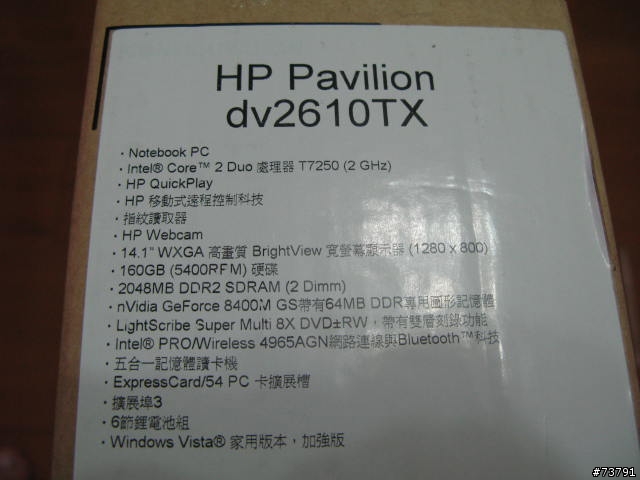 HP Pavilion
dv2610TX
· Notebook PC
· Intel® Core™ 2 Duo 處理器 T7250 (2 GHz)
· HP QuickPlay
· HP 移動式遠程控制科技
· 指紋讀取器
· HP Webcam
· 14.1" WXGA 高畫質 BrightView 寬螢幕顯示器 (1280 x 800)
· 160GB (5400RPM) 硬碟
· 2048MB DDR2 SDRAM (2 Dimm)
· nVidia GeForce 8400M GS帶有64MB DDR專用圖形記憶體
· LightScribe Super Multi 8X DVD±RW，帶有雙層刻錄功能
· Intel® PRO/Wireless 4965AGN網路連線與Bluetooth™科技
· 五合一記憶體讀卡機
· ExpressCard/54 PC 卡擴展槽
· 擴展埠3
· 6節鋰電池組
· Windows Vista® 家用版本，加強版
#73791